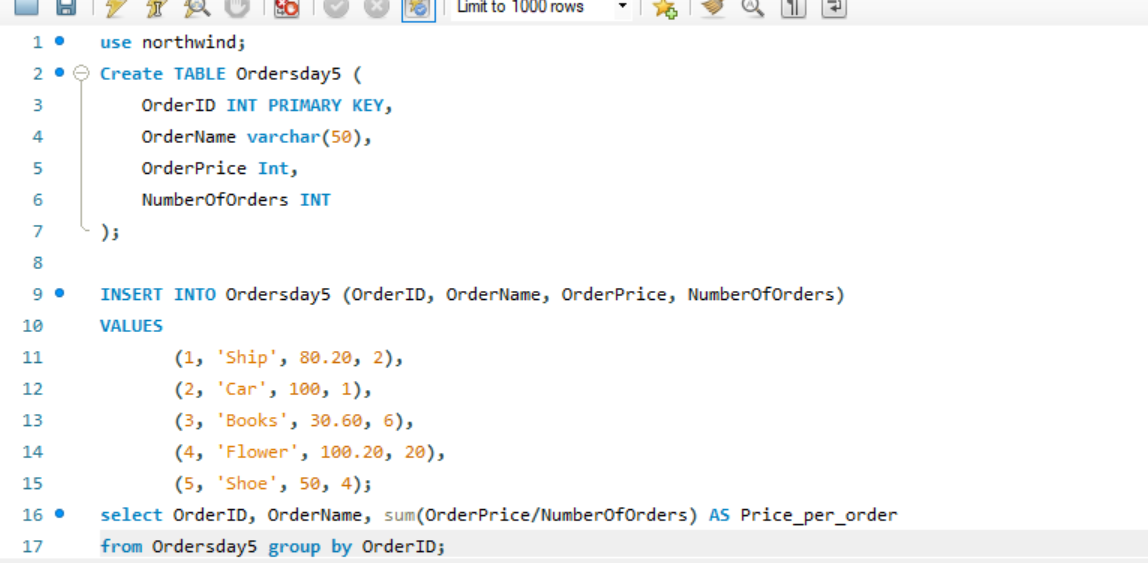 Limit to 1000 rows
1 use northwind;
2 Create TABLE Ordersday5 (
3 OrderID INT PRIMARY KEY,
4 OrderName varchar(50),
5 OrderPrice Int,
6 NumberOfOrders INT
7 );
8
9 INSERT INTO Ordersday5 (OrderID, OrderName, OrderPrice, NumberOfOrders)
10 VALUES
11 (1, 'Ship', 80.20, 2),
12 (2, 'Car', 100, 1),
13 (3, 'Books', 30.60, 6),
14 (4, 'Flower', 100.20, 20),
15 (5, 'Shoe', 50, 4);
16 select OrderID, OrderName, sum(OrderPrice/NumberOfOrders) AS Price_per_order
17 from Ordersday5 group by OrderID;